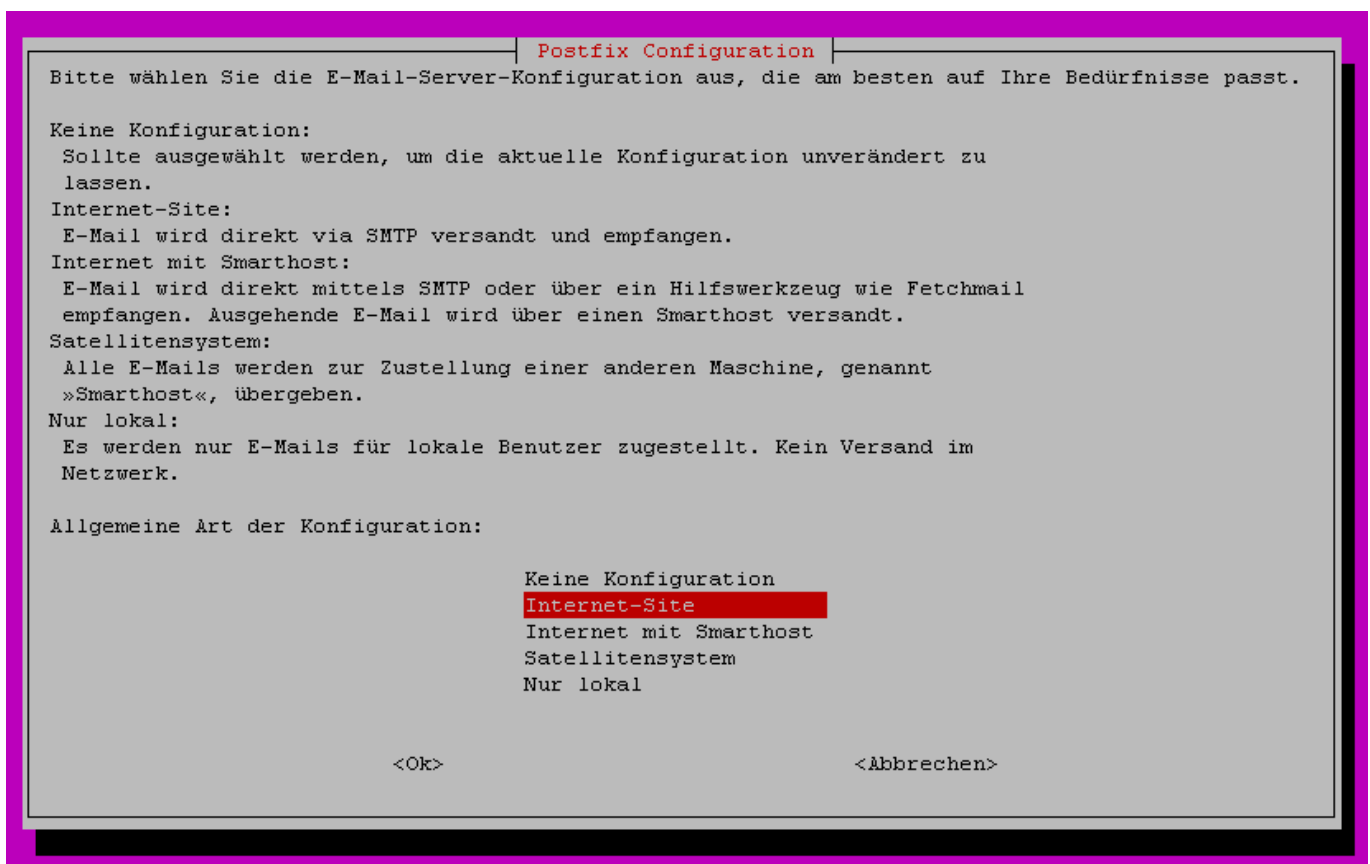 Postfix Configuration
Bitte wählen Sie die E-Mail-Server-Konfiguration aus, die am besten auf Ihre Bedürfnisse passt.
Keine Konfiguration:
Sollte ausgewählt werden, um die aktuelle Konfiguration unverändert zu
lassen.
Internet-Site:
E-Mail wird direkt via SMTP versandt und empfangen.
Internet mit Smarthost:
E-Mail wird direkt mittels SMTP oder über ein Hilfswerkzeug wie Fetchmail
empfangen. Ausgehende E-Mail wird über einen Smarthost versandt.
Satellitensystem:
Alle E-Mails werden zur Zustellung einer anderen Maschine, genannt
»Smarthost«, übergeben.
Nur lokal:
Es werden nur E-Mails für lokale Benutzer zugestellt. Kein Versand im
Netzwerk.
Allgemeine Art der Konfiguration:
Keine Konfiguration
Internet-Site
Internet mit Smarthost
Satellitensystem
Nur lokal
<Ok> <Abbrechen>